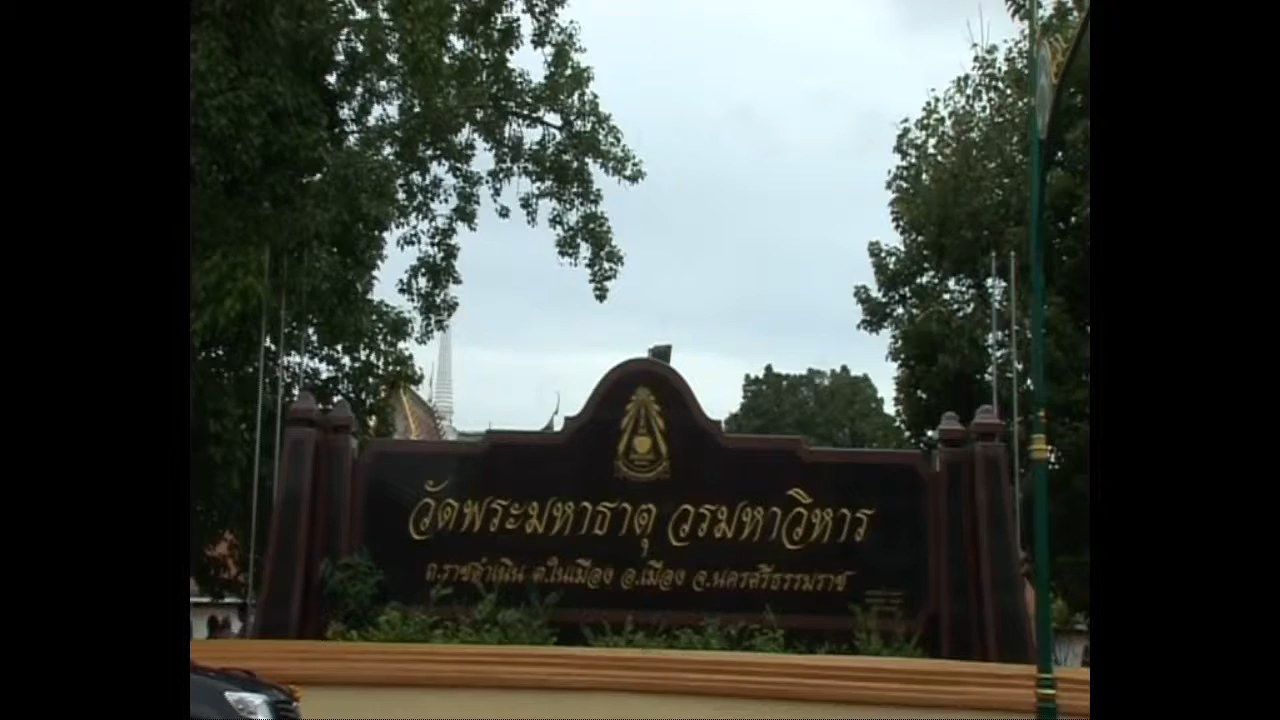 วัดพระมหาธาตุ วรมหาวิหาร
ถ.ราชดำเนิน ต.ในเมือง อ.เมือง จ.นครศรีธรรมราช